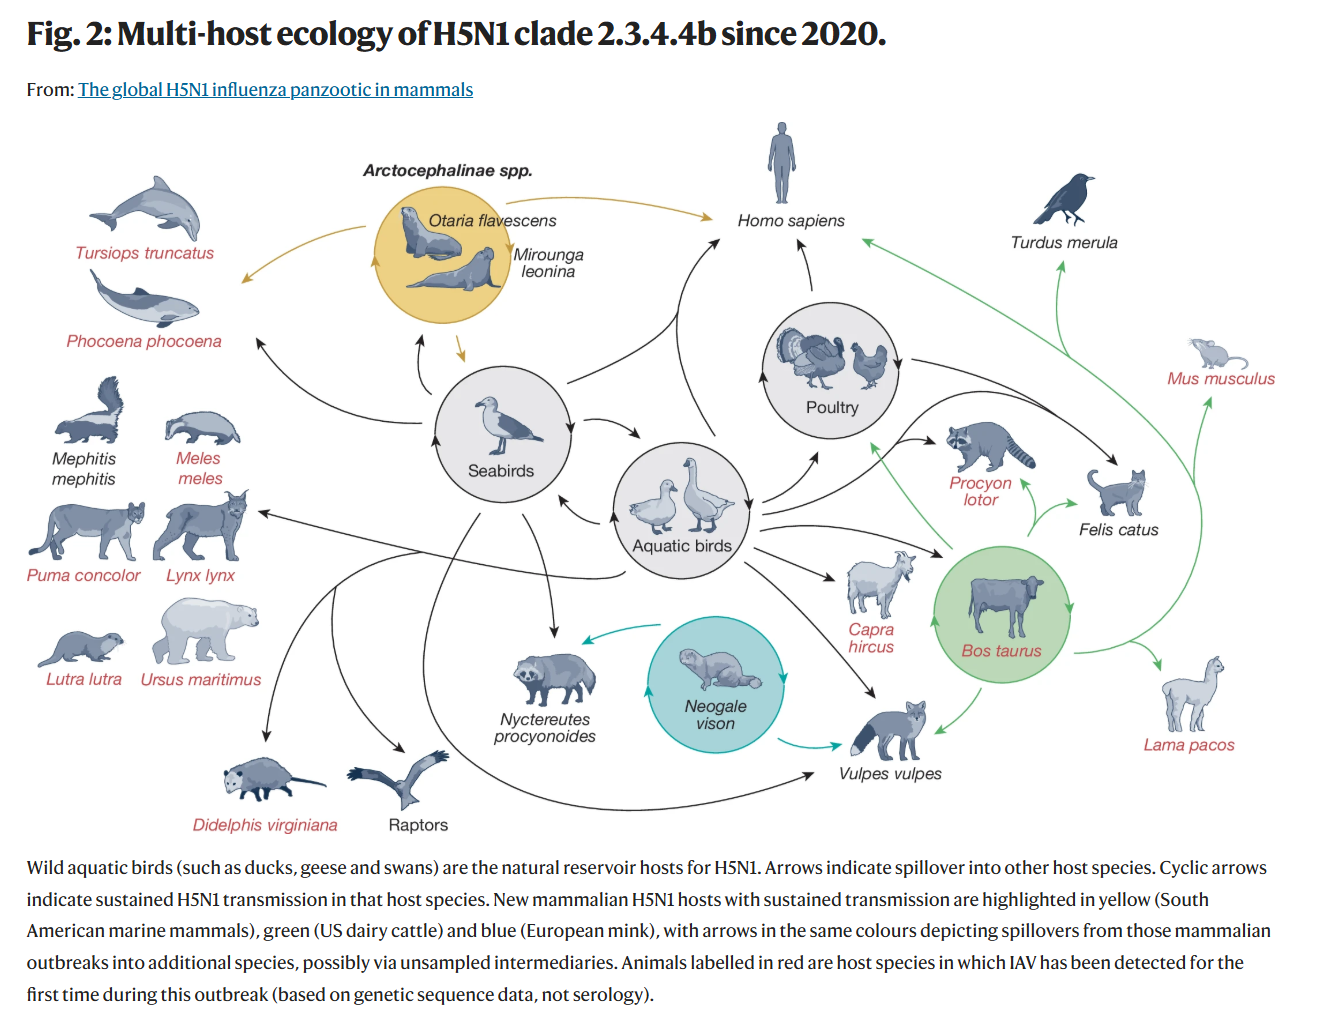 Fig. 2: Multi-host ecology of H5N1 clade 2.3.4.4b since 2020.
From: The global H5N1 influenza panzootic in mammals
Arctocephalinae spp.
Otaria flavescens
Mirounga
leonina
Homo sapiens
Turdus merula
Tursiops truncatus
Phocoena phocoena
Mus musculus
Poultry
Seabirds
Mephitis
mephitis
Meles
meles
Procyon
lotor
Felis catus
Aquatic birds
Puma concolor
Lynx lynx
Capra
hircus
Bos taurus
Lutra lutra
Ursus maritimus
Nyctereutes
procyonoides
Neogale
vison
Vulpes vulpes
Lama pacos
Didelphis virginiana
Raptors
Wild aquatic birds (such as ducks, geese and swans) are the natural reservoir hosts for H5N1. Arrows indicate spillover into other host species. Cyclic arrows
indicate sustained H5N1 transmission in that host species. New mammalian H5N1 hosts with sustained transmission are highlighted in yellow (South
American marine mammals), green (US dairy cattle) and blue (European mink), with arrows in the same colours depicting spillovers from those mammalian
outbreaks into additional species, possibly via unsampled intermediaries. Animals labelled in red are host species in which IAV has been detected for the
first time during this outbreak (based on genetic sequence data, not serology).